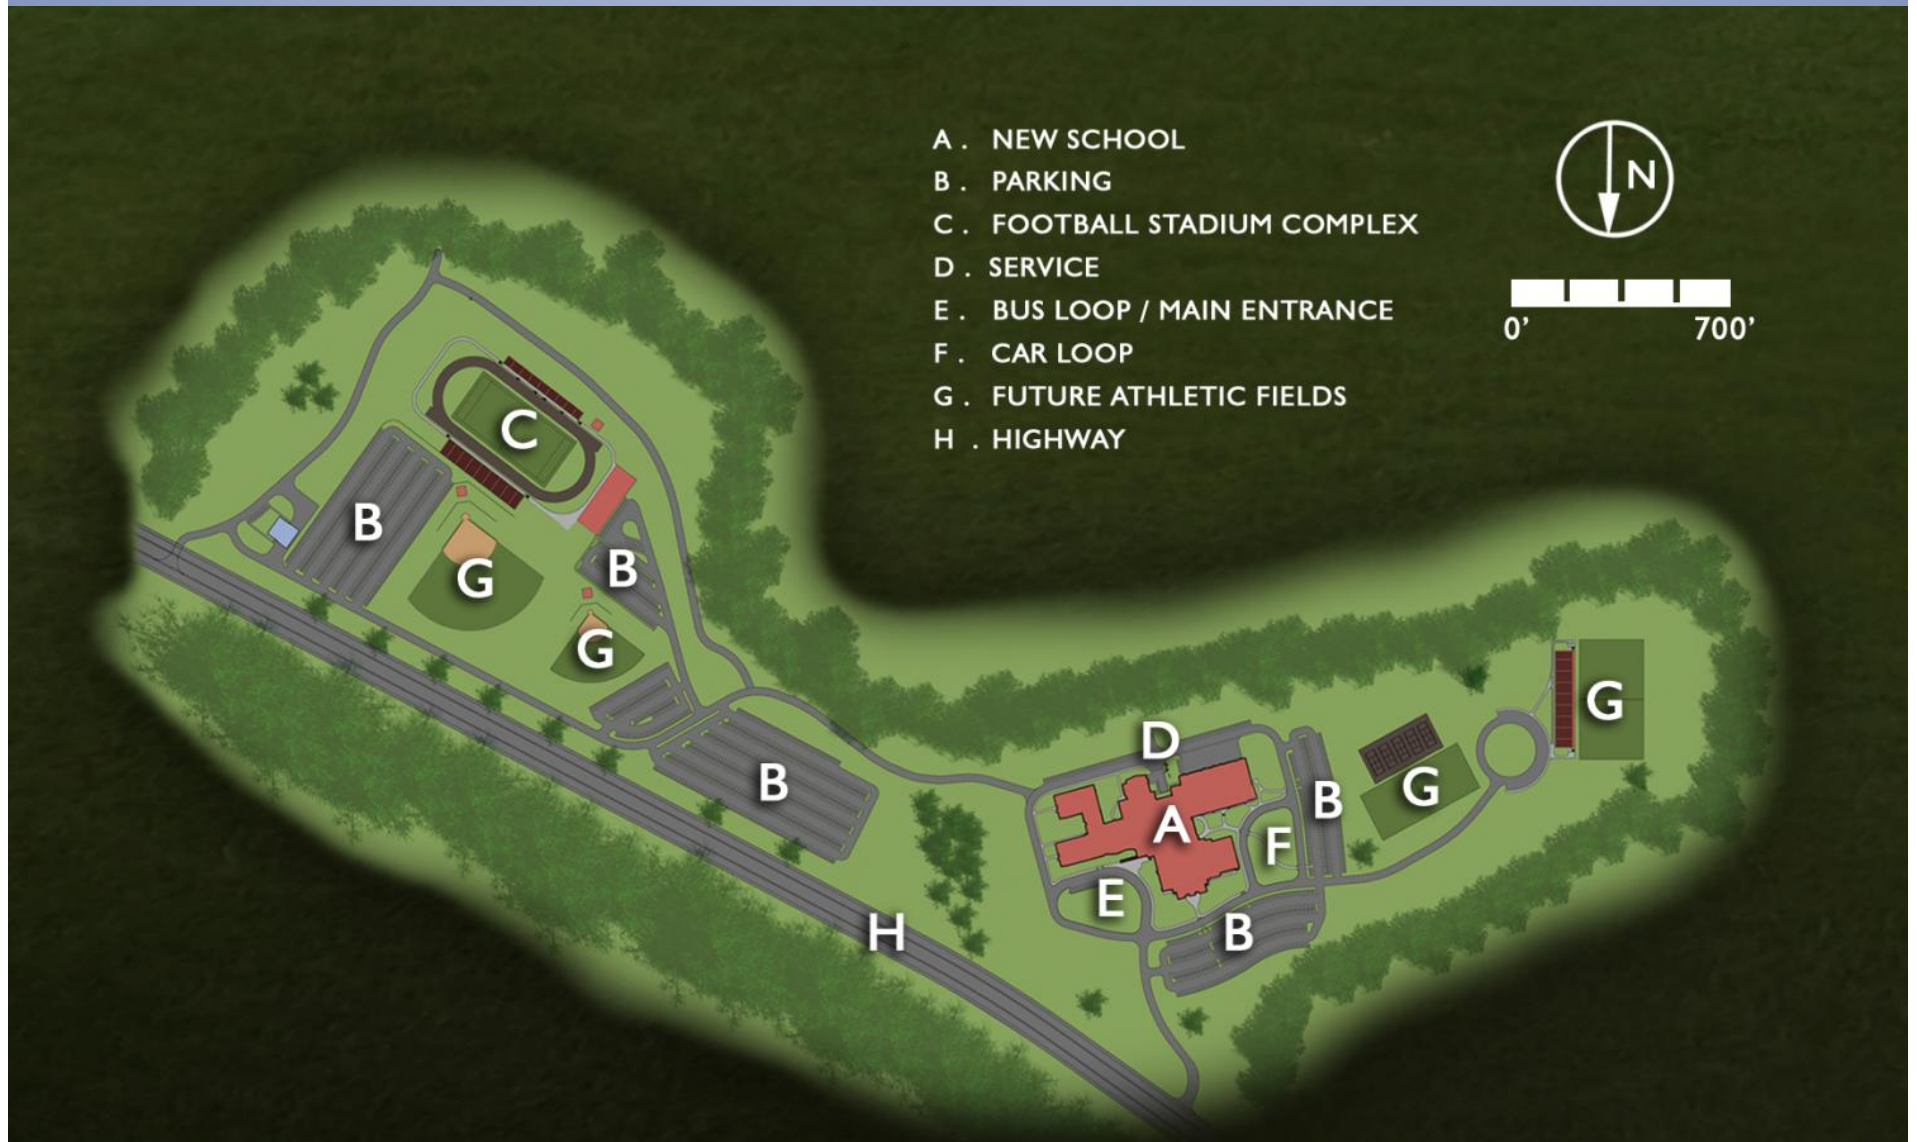 A . NEW SCHOOL
B . PARKING
C . FOOTBALL STADIUM COMPLEX
D . SERVICE
E . BUS LOOP / MAIN ENTRANCE
F . CAR LOOP
G . FUTURE ATHLETIC FIELDS
H . HIGHWAY
N
0' 700'
C
B
B
G
G
G
D
B
B
G
A
F
E
H
B